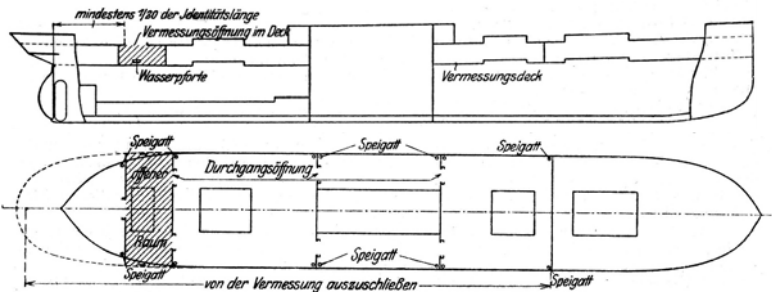 mindestens 1/20 der Identitätslänge
Vermessungsöffnung im Deck
Wasserpforte
Vermessungsdeck
Speigatt
Speigatt
Speigatt
offener
Durchgangsöffnung
Raum
Speigatt
Speigatt
von der Vermessung auszuschließen
Speigatt